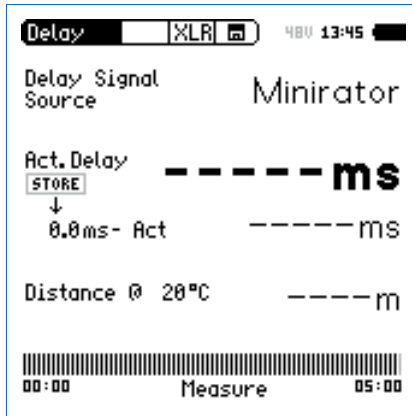 Delay XLR 48V 13:45
Delay Signal
Source
Minirator
Act. Delay
-----ms
STORE
0.0ms- Act
-----ms
Distance @ 20°C
----m
00:00 Measure 05:00